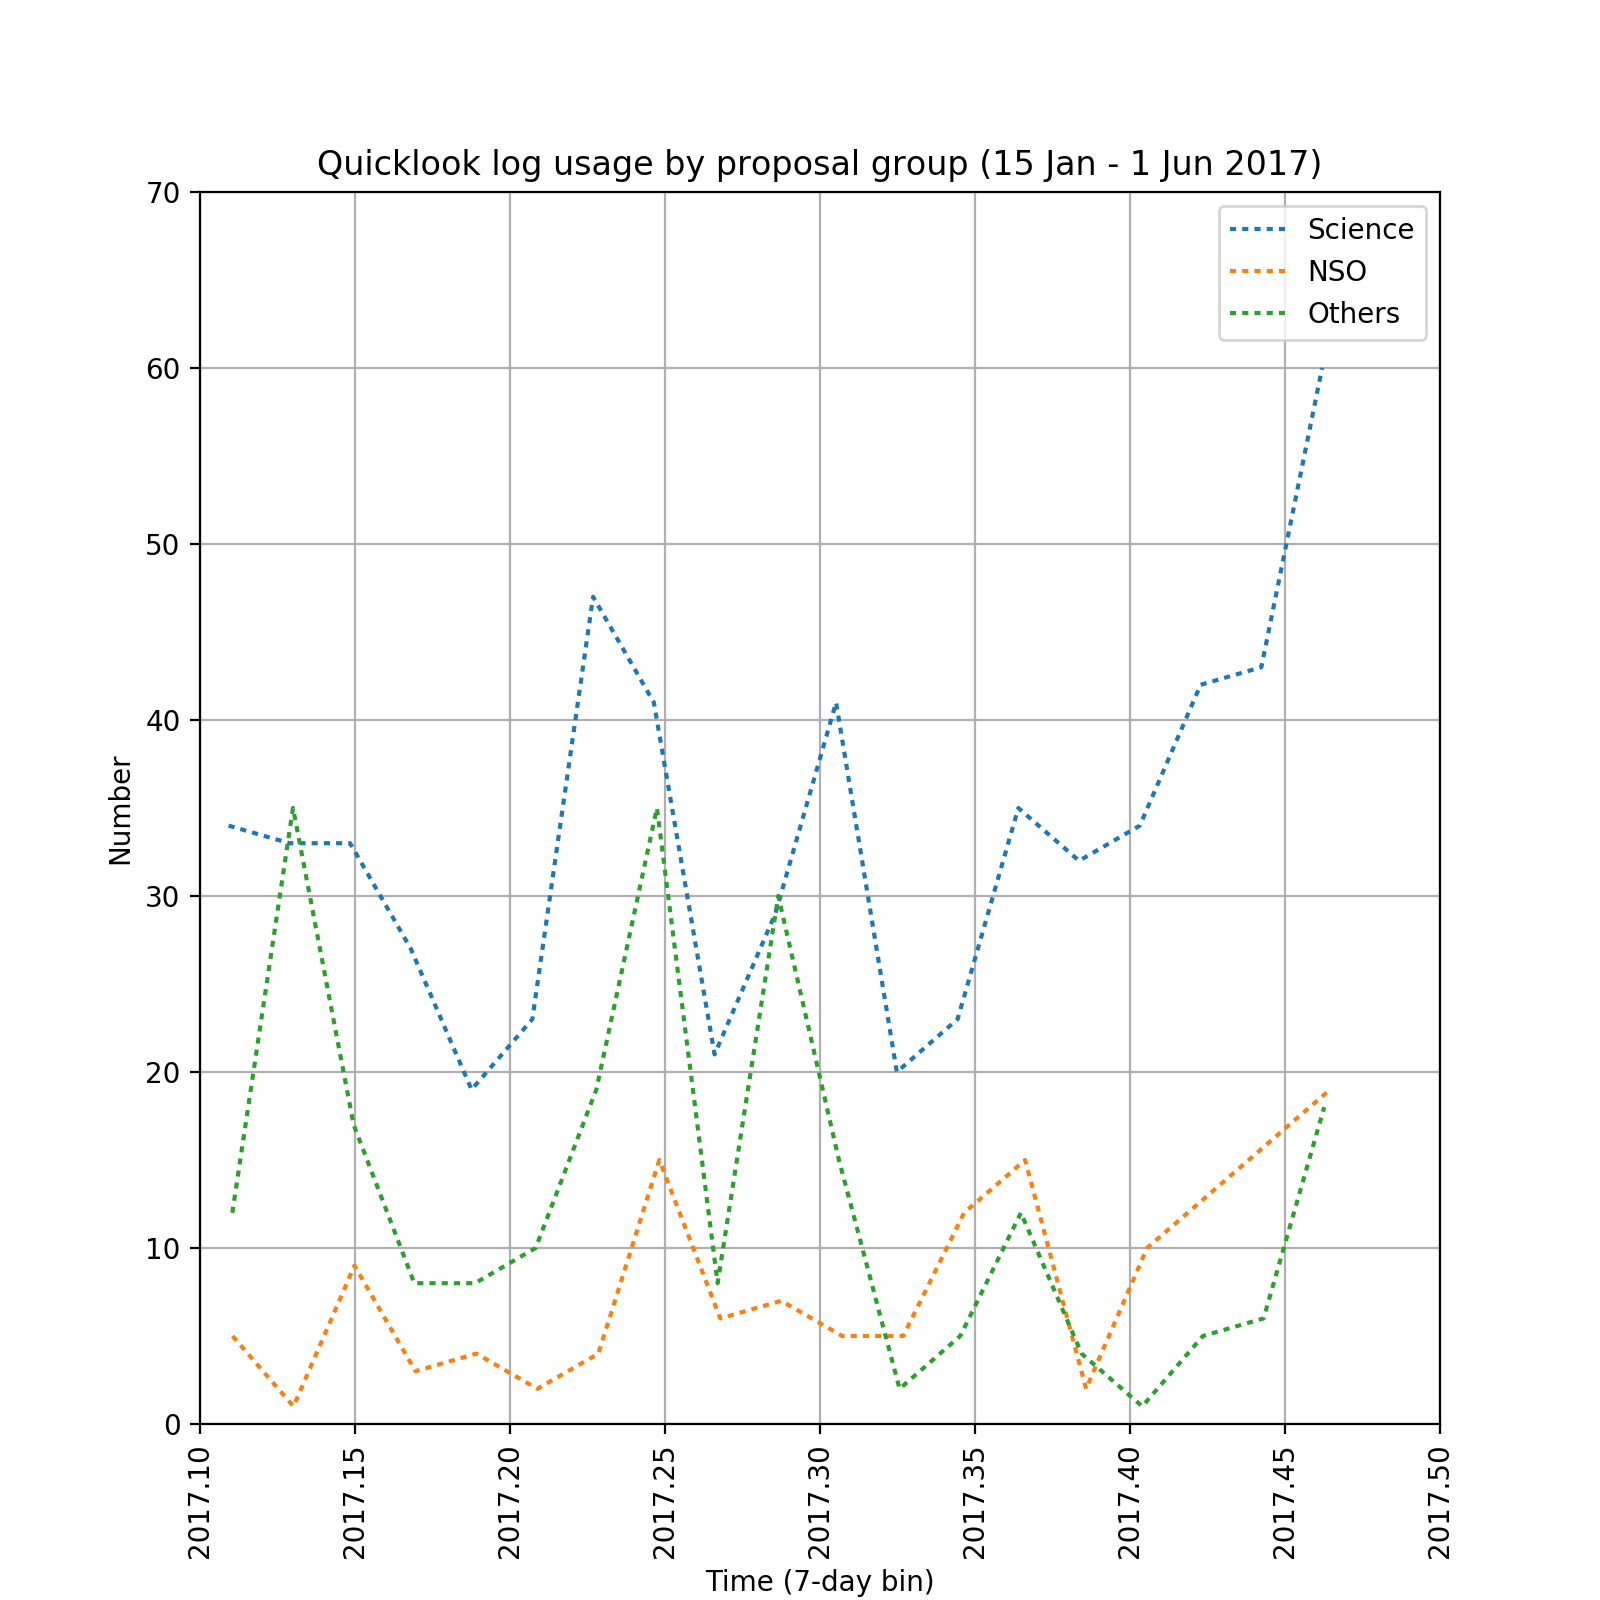 Quicklook log usage by proposal group (15 Jan - 1 Jun 2017)
70
60
50
40
30
20
10
0
Number
Science
NSO
Others
2017.10
2017.15
2017.20
2017.25
2017.30
2017.35
2017.40
2017.45
2017.50
Time (7-day bin)